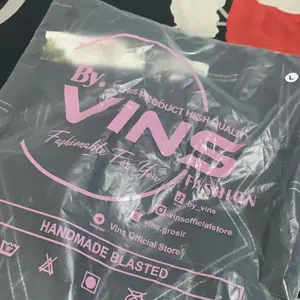 By.
This PRODUCT HIGH QUALITY
VINS
FASHION
Fashionable For You
by_vins
vinsofficialstore
vins.grosir
Vins Official Store
HANDMADE BLASTED
L